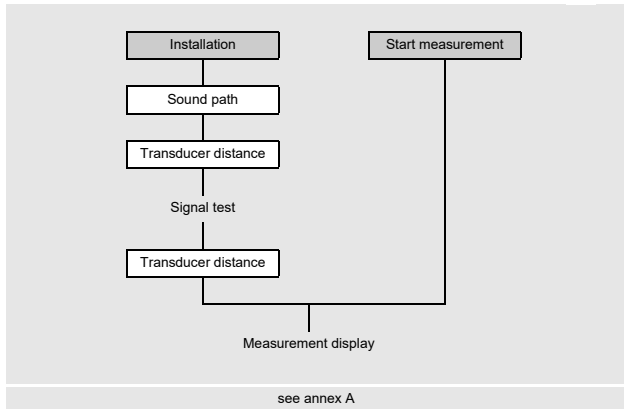 Installation
Start measurement
Sound path
Transducer distance
Signal test
Transducer distance
Measurement display
see annex A